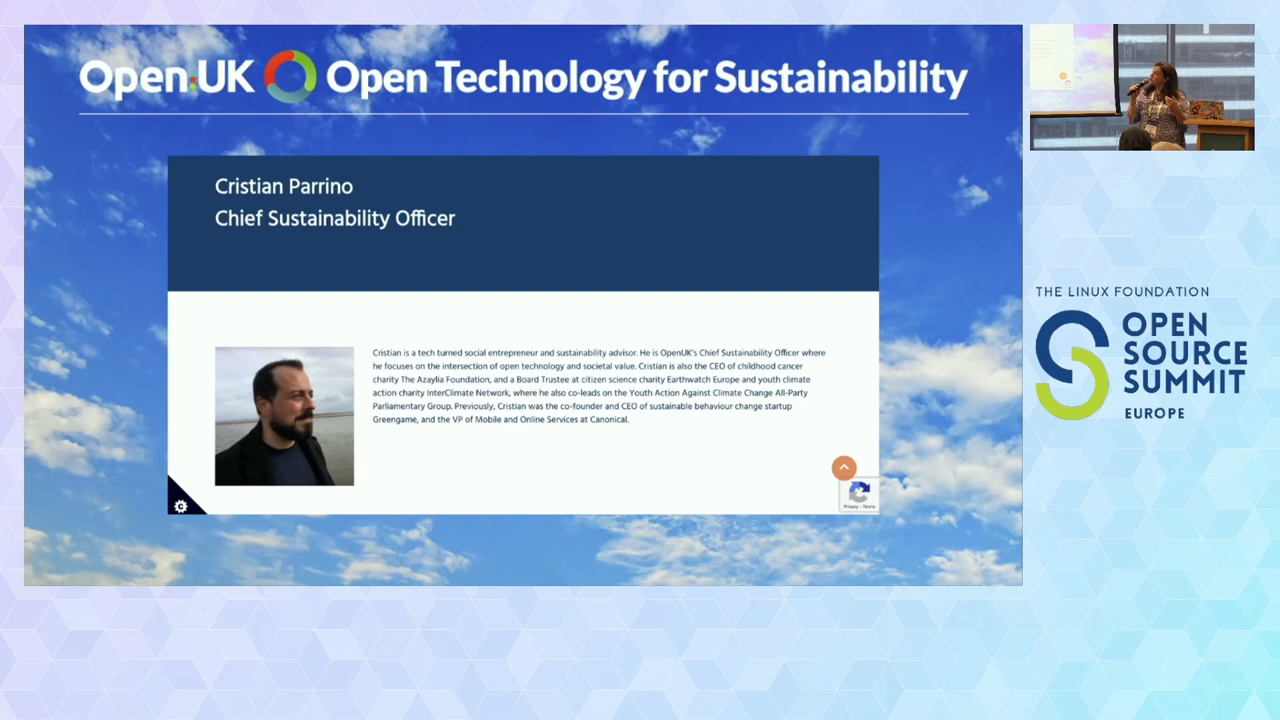 Open:UK Open Technology for Sustainability
Cristian Parrino
Chief Sustainability Officer
Cristian is a tech turned social entrepreneur and sustainability advisor. He is OpenUK's Chief Sustainability Officer where
he focuses on the intersection of open technology and societal value. Cristian is also the CEO of childhood cancer
charity The Azaylia Foundation, and a Board Trustee at citizen science charity Earthwatch Europe and youth climate
action charity InterClimate Network, where he also co-leads on the Youth Action Against Climate Change All-Party
Parliamentary Group. Previously, Cristian was the co-founder and CEO of sustainable behaviour change startup
Greengame, and the VP of Mobile and Online Services at Canonical.
Privacy - Terms
THE LINUX FOUNDATION
OPEN
SOURCE
SUMMIT
EUROPE